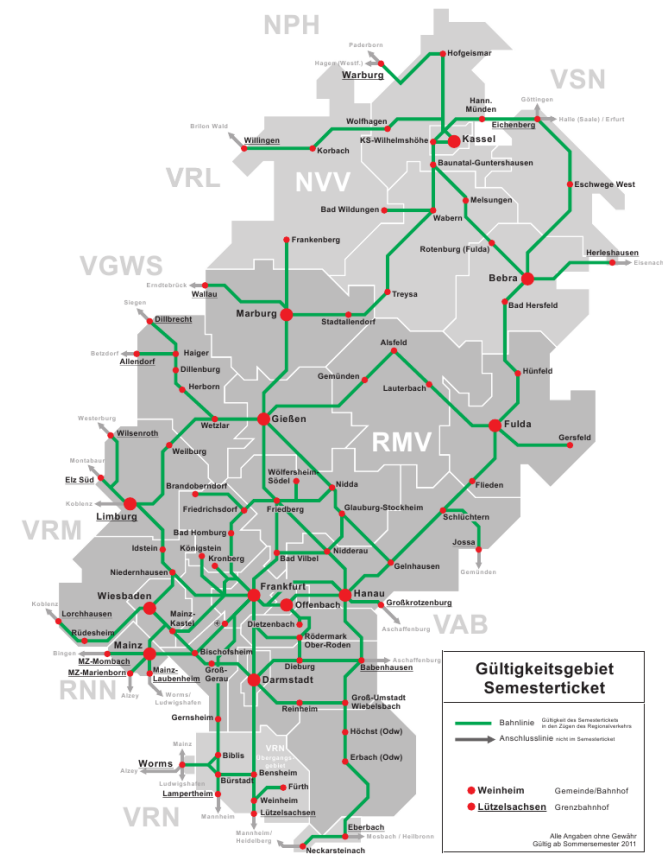 NPH
Paderborn
Hagen (Westf.)
Warburg
Hofgeismar
VSN
Göttingen
Hann.
Münden
Halle (Saale) / Erfurt
Eichenberg
Brilon Wald
Wolfhagen
Willingen
Korbach
KS-Wilhelmshöhe
Kassel
Baunatal-Guntershausen
VRL
NVV
Eschwege West
Melsungen
Bad Wildungen
Wabern
Rotenburg (Fulda)
Frankenberg
Herleshausen
Eisenach
VGWS
Bebra
Erndtebrück
Wallau
Treysa
Bad Hersfeld
Siegen
Marburg
Stadtallendorf
Dillbrecht
Betzdorf
Haiger
Allendorf
Alsfeld
Dillenburg
Gemünden
Hünfeld
Herborn
Lauterbach
Wetzlar
Gießen
Fulda
Westerburg
Wilsenroth
RMV
Gersfeld
Weilburg
Montabaur
Elz Süd
Wölfersheim-
Södel
Brandoberndorf
Nidda
Flieden
Koblenz
Limburg
Friedrichsdorf
Friedberg
Glauburg-Stockheim
Schlüchtern
VRM
Bad Homburg
Idstein
Königstein
Kronberg
Bad Vilbel
Nidderau
Jossa
Gelnhausen
Gemünden
Niedernhausen
Wiesbaden
Frankfurt
Offenbach
Hanau
Großkrotzenburg
Koblenz
Lorchhausen
Mainz-
Kastel
Dietzenbach
Aschaffenburg
VAB
Rüdesheim
Rödermark
Ober-Roden
Mainz
Bischofsheim
Bingen
MZ-Mombach
Groß-
Gerau
Dieburg
Babenhausen
Aschaffenburg
MZ-Marienborn
Mainz-
Laubenheim
Darmstadt
RNN
Alzey
Worms/
Ludwigshafen
Reinheim
Groß-Umstadt
Wiebelsbach
Gernsheim
Höchst (Odw)
Mainz
Biblis
VRN
Übergangs-
gebiet
Worms
Erbach (Odw)
Alzey
Bürstadt
Bensheim
Ludwigshafen
Fürth
Lampertheim
Weinheim
VRN
Mannheim
Lützelsachsen
Eberbach
Mannheim/
Heidelberg
Mosbach / Heilbronn
Neckarsteinach
Gültigkeitsgebiet
Semesterticket
Bahnlinie
Gültigkeit des Semestertickets
in den Zügen des Regionalverkehrs
Anschlusslinie nicht im Semesterticket
Weinheim Gemeinde/Bahnhof
Lützelsachsen Grenzbahnhof
Alle Angaben ohne Gewähr
Gültig ab Sommersemester 2011